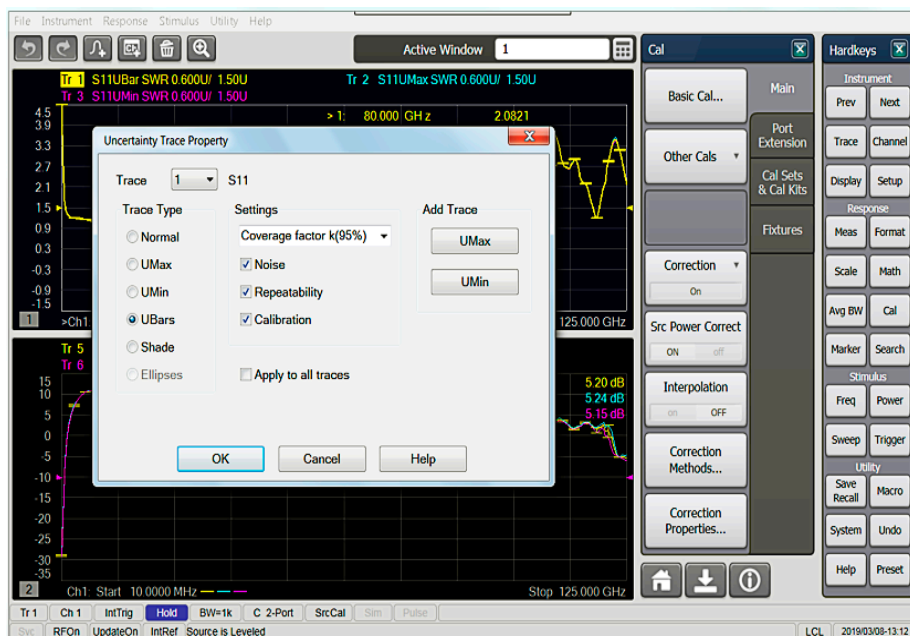 File Instrument Response Stimulus Utility Help
Active Window 1
Tr 1 S11UBar SWR 0.600U/ 1.50U
Tr 2 S11UMax SWR 0.600U/ 1.50U
Tr 3 S11UMin SWR 0.600U/ 1.50U
> 1: 80.000 GHz 2.0821
4.5
3.9
3.3
2.7
2.1
1.5
0.9
0.3
-0.3
-0.9
-1.5
1 >Ch1
125.000 GHz
Uncertainty Trace Property
Trace 1 S11
Trace Type
Normal
UMax
UMin
UBars
Shade
Ellipses
Settings
Coverage factor k(95%)
Noise
Repeatability
Calibration
Apply to all traces
Add Trace
UMax
UMin
OK Cancel Help
Tr 5
Tr 6
5.20 dB
5.24 dB
5.15 dB
15
10
5
0
-5
-10
-15
-20
-25
-30
-35
2 Ch1: Start 10.0000 MHz
Stop 125.000 GHz
Cal
Basic Cal...
Other Cals
Correction
On
Src Power Correct
ON off
Interpolation
on OFF
Correction
Methods...
Correction
Properties...
Main
Port
Extension
Cal Sets
& Cal Kits
Fixtures
Hardkeys
Instrument
Prev Next
Trace Channel
Display Setup
Response
Meas Format
Scale Math
Avg BW Cal
Marker Search
Stimulus
Freq Power
Sweep Trigger
Utility
Save
Recall
Macro
System Undo
Help Preset
Tr 1 Ch 1 IntTrig Hold BW=1k C 2-Port SrcCal Sim Pulse
Svc RFOn UpdateOn IntRef Source is Leveled LCL 2019/03/08-13:12